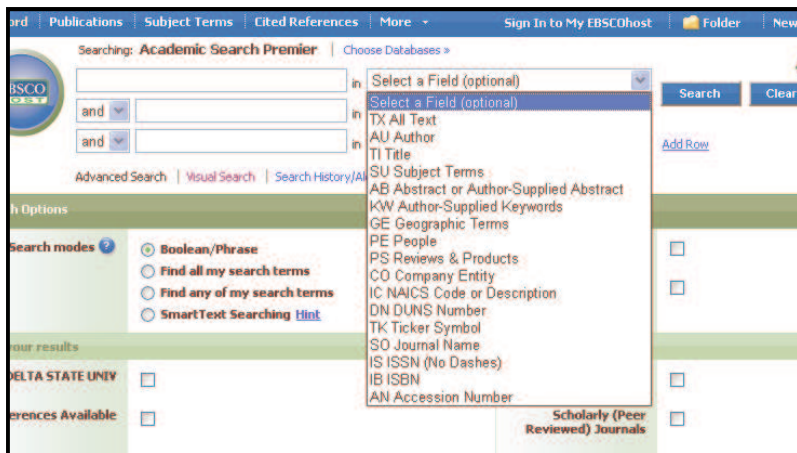 ord | Publications | Subject Terms | Cited References | More Sign In to My EBSCOhost Folder New
Searching: Academic Search Premier | Choose Databases »
EBSCO
HOST
in Select a Field (optional)
Search Clear
Select a Field (optional)
and in
TX All Text
AU Author
and in
Add Row
TI Title
SU Subject Terms
Advanced Search | Visual Search | Search History/Al
AB Abstract or Author-Supplied Abstract
KW Author-Supplied Keywords
h Options
GE Geographic Terms
PE People
Search modes ? Boolean/Phrase
PS Reviews & Products
Find all my search terms
CO Company Entity
Find any of my search terms
IC NAICS Code or Description
DN DUNS Number
SmartText Searching Hint
TK Ticker Symbol
SO Journal Name
your results
IS ISSN (No Dashes)
DELTA STATE UNIV
IB ISBN
AN Accession Number
erences Available
Scholarly (Peer
Reviewed) Journals